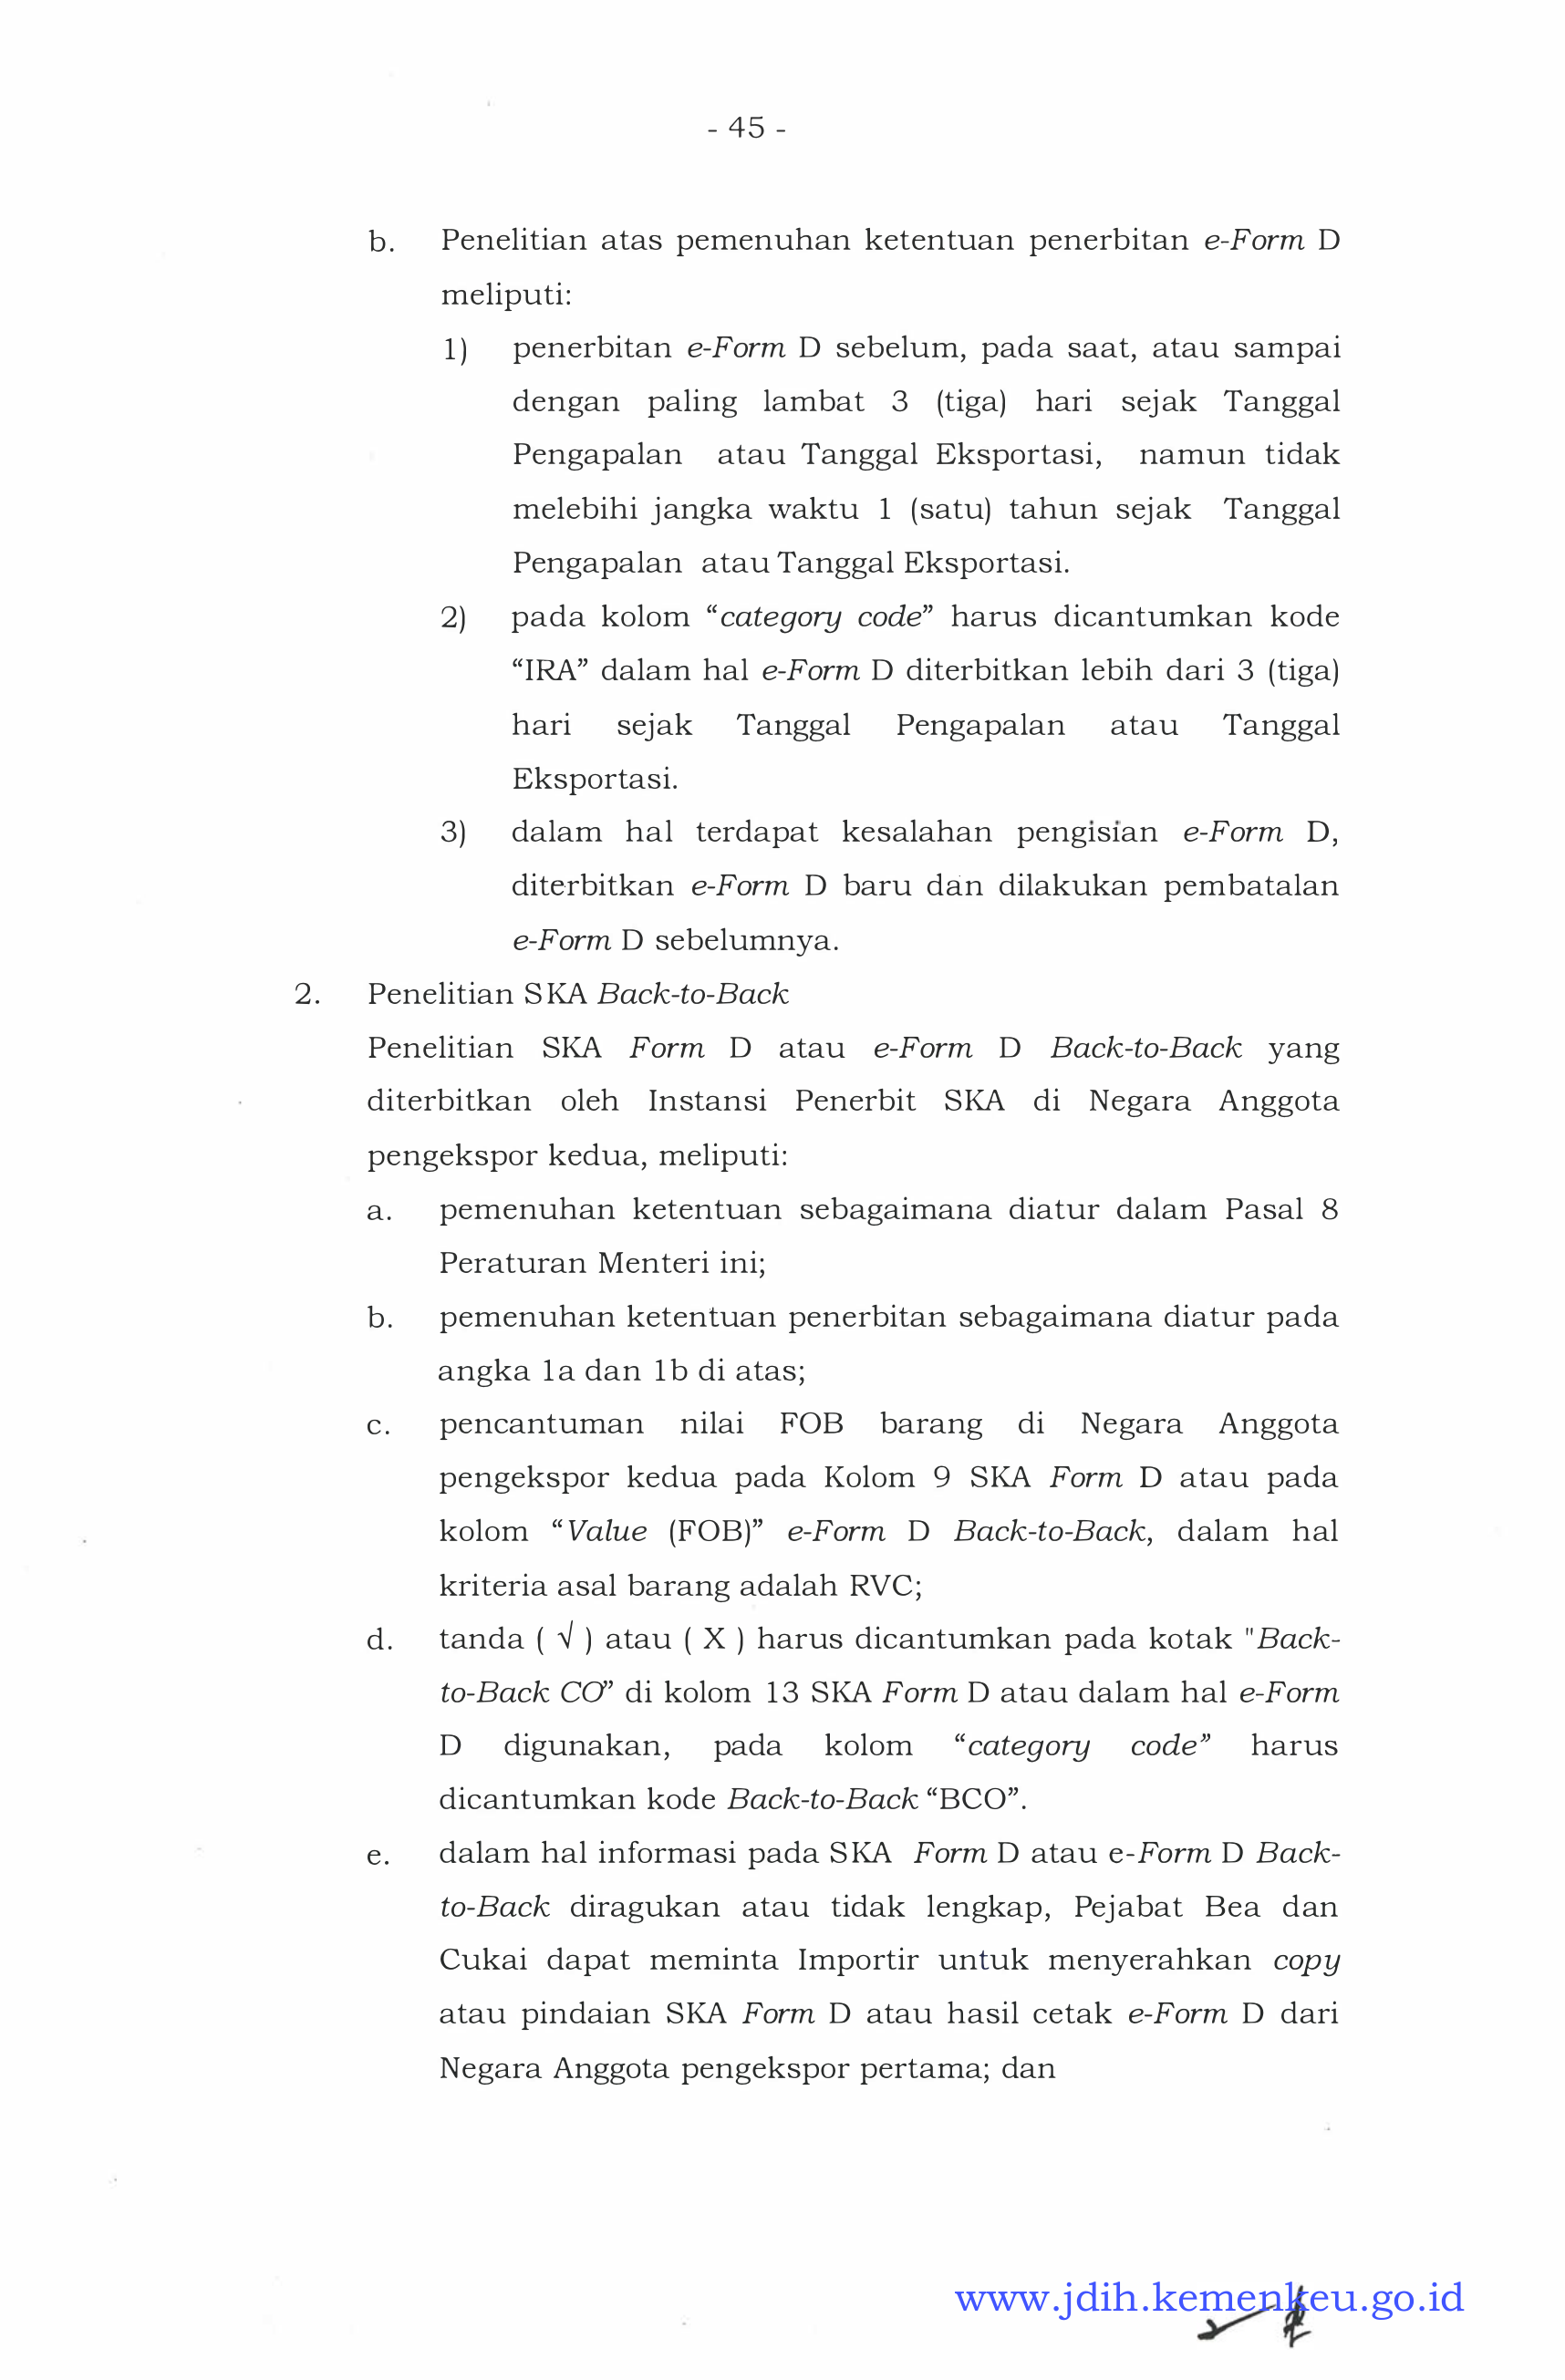 - 45 -
b. Penelitian atas pemenuhan ketentuan penerbitan e-Form D
meliputi:
1) penerbitan e-Form D sebelum, pada saat, atau sampai
dengan paling lambat 3 (tiga) hari sejak Tanggal
Pengapalan atau Tanggal Eksportasi, namun tidak
melebihi jangka waktu 1 (satu) tahun sejak Tanggal
Pengapalan atau Tanggal Eksportasi.
2) pada kolom “category code” harus dicantumkan kode
“IRA” dalam hal e-Form D diterbitkan lebih dari 3 (tiga)
hari sejak Tanggal Pengapalan atau Tanggal
Eksportasi.
3) dalam hal terdapat kesalahan pengisian e-Form D,
diterbitkan e-Form D baru dan dilakukan pembatalan
e-Form D sebelumnya.
2. Penelitian SKA Back-to-Back
Penelitian SKA Form D atau e-Form D Back-to-Back yang
diterbitkan oleh Instansi Penerbit SKA di Negara Anggota
pengekspor kedua, meliputi:
a. pemenuhan ketentuan sebagaimana diatur dalam Pasal 8
Peraturan Menteri ini;
b. pemenuhan ketentuan penerbitan sebagaimana diatur pada
angka 1a dan 1b di atas;
c. pencantuman nilai FOB barang di Negara Anggota
pengekspor kedua pada Kolom 9 SKA Form D atau pada
kolom “Value (FOB)” e-Form D Back-to-Back, dalam hal
kriteria asal barang adalah RVC;
d. tanda ( √ ) atau ( X ) harus dicantumkan pada kotak "Back-
to-Back CO” di kolom 13 SKA Form D atau dalam hal e-Form
D digunakan, pada kolom “category code” harus
dicantumkan kode Back-to-Back “BCO”.
e. dalam hal informasi pada SKA Form D atau e-Form D Back-
to-Back diragukan atau tidak lengkap, Pejabat Bea dan
Cukai dapat meminta Importir untuk menyerahkan copy
atau pindaian SKA Form D atau hasil cetak e-Form D dari
Negara Anggota pengekspor pertama; dan
www.jdih.kemenkeu.go.id